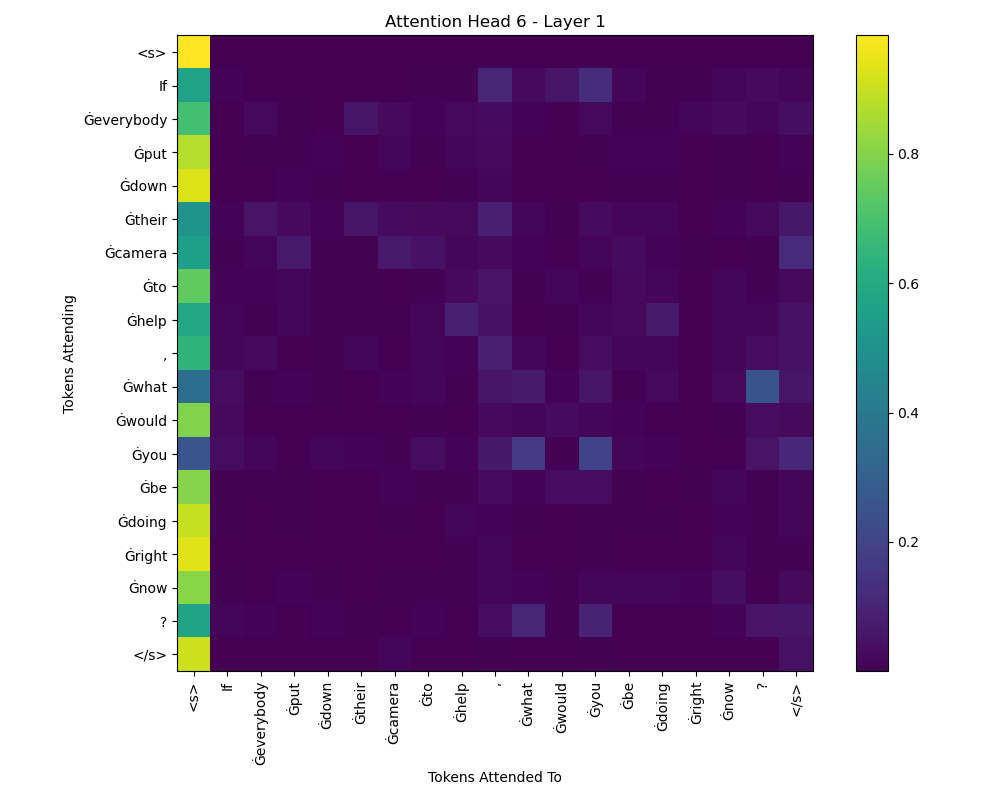 Attention Head 6 - Layer 1
<s>
If
Ġeverybody
Ġput
Ġdown
Ġtheir
Ġcamera
Ġto
Ġhelp
,
Ġwhat
Ġwould
Ġyou
Ġbe
Ġdoing
Ġright
Ġnow
?
</s>
Tokens Attending
<s>
If
Ġeverybody
Ġput
Ġdown
Ġtheir
Ġcamera
Ġto
Ġhelp
,
Ġwhat
Ġwould
Ġyou
Ġbe
Ġdoing
Ġright
Ġnow
?
</s>
Tokens Attended To
0.8
0.6
0.4
0.2